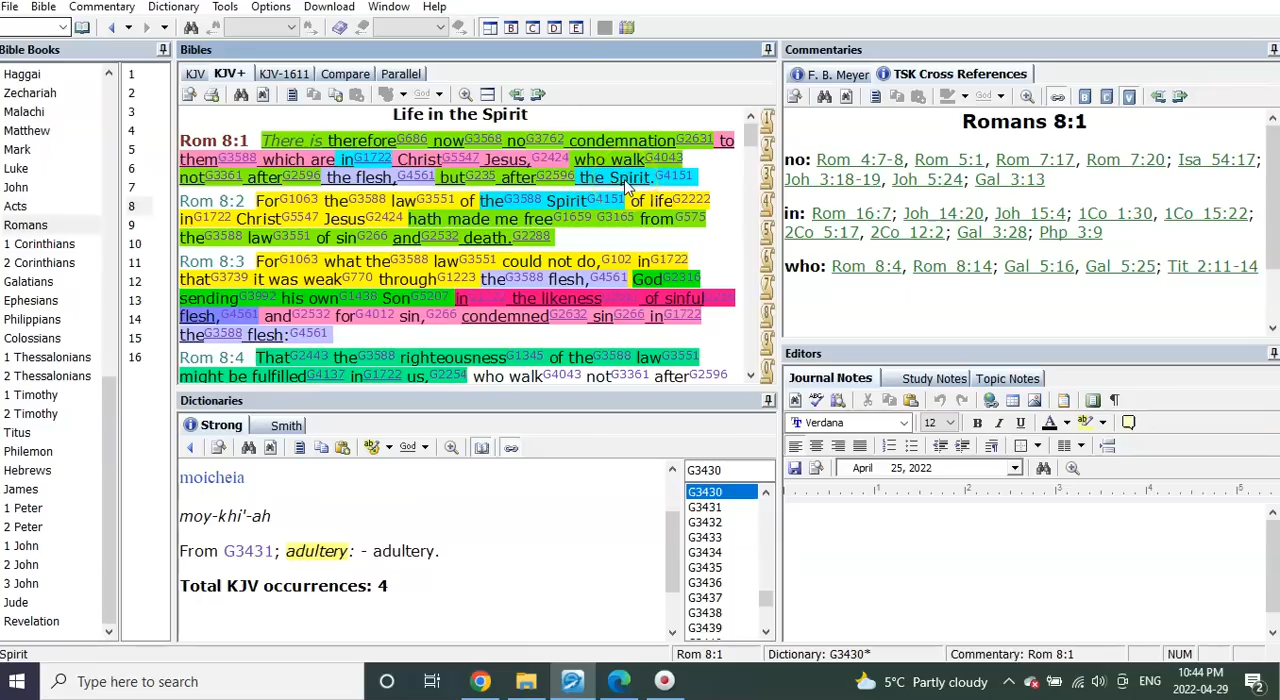 File Bible Commentary Dictionary Tools Options Download Window Help
B C D E
Bible Books
Haggai
Zechariah
Malachi
Matthew
Mark
Luke
John
Acts
Romans
1 Corinthians
2 Corinthians
Galatians
Ephesians
Philippians
Colossians
1 Thessalonians
2 Thessalonians
1 Timothy
2 Timothy
Titus
Philemon
Hebrews
James
1 Peter
2 Peter
1 John
2 John
3 John
Jude
Revelation
1
2
3
4
5
6
7
8
9
10
11
12
13
14
15
16
Bibles
KJV KJV+ KJV-1611 Compare Parallel
God
Life in the Spirit
Rom 8:1 There is thereforeG686 nowG3568 noG3762 condemnationG2631 to
themG3588 which are inG1722 ChristG5547 Jesus,G2424 who walkG4043
notG3361 afterG2596 the flesh,G4561 butG235 afterG2596 the Spirit.G4151
Rom 8:2 ForG1063 theG3588 lawG3551 of theG3588 SpiritG4151 of lifeG2222
inG1722 ChristG5547 JesusG2424 hath made me freeG1659 G3165 fromG575
theG3588 lawG3551 of sinG266 andG2532 death.G2288
Rom 8:3 ForG1063 what theG3588 lawG3551 could not do,G102 inG1722
thatG3739 it was weakG770 throughG1223 theG3588 flesh,G4561 GodG2316
sendingG3992 his ownG1438 SonG5207 in the likeness of sinful
flesh,G4561 andG2532 forG4012 sin,G266 condemnedG2632 sinG266 inG1722
theG3588 flesh:G4561
Rom 8:4 ThatG2443 theG3588 righteousnessG1345 of theG3588 lawG3551
might be fulfilledG4137 inG1722 us,G2254 who walkG4043 notG3361 afterG2596
Dictionaries
Strong Smith
God
moicheia
moy-khi'-ah
From G3431; adultery: - adultery.
Total KJV occurrences: 4
G3430
G3430
G3431
G3432
G3433
G3434
G3435
G3436
G3437
G3438
G3439
Commentaries
F. B. Meyer TSK Cross References
God B C V
Romans 8:1
no: Rom 4:7-8, Rom 5:1, Rom 7:17, Rom 7:20; Isa 54:17;
Joh 3:18-19, Joh 5:24; Gal 3:13
in: Rom 16:7; Joh 14:20, Joh 15:4; 1Co 1:30, 1Co 15:22;
2Co 5:17, 2Co 12:2; Gal 3:28; Php 3:9
who: Rom 8:4, Rom 8:14; Gal 5:16, Gal 5:25; Tit 2:11-14
Editors
Journal Notes Study Notes Topic Notes
Verdana 12 B I U A
April 25, 2022
1 2 3 4 5
Spirit Rom 8:1 Dictionary: G3430* Commentary: Rom 8:1 NUM
Type here to search
5°C Partly cloudy ENG
10:44 PM
2022-04-29
2